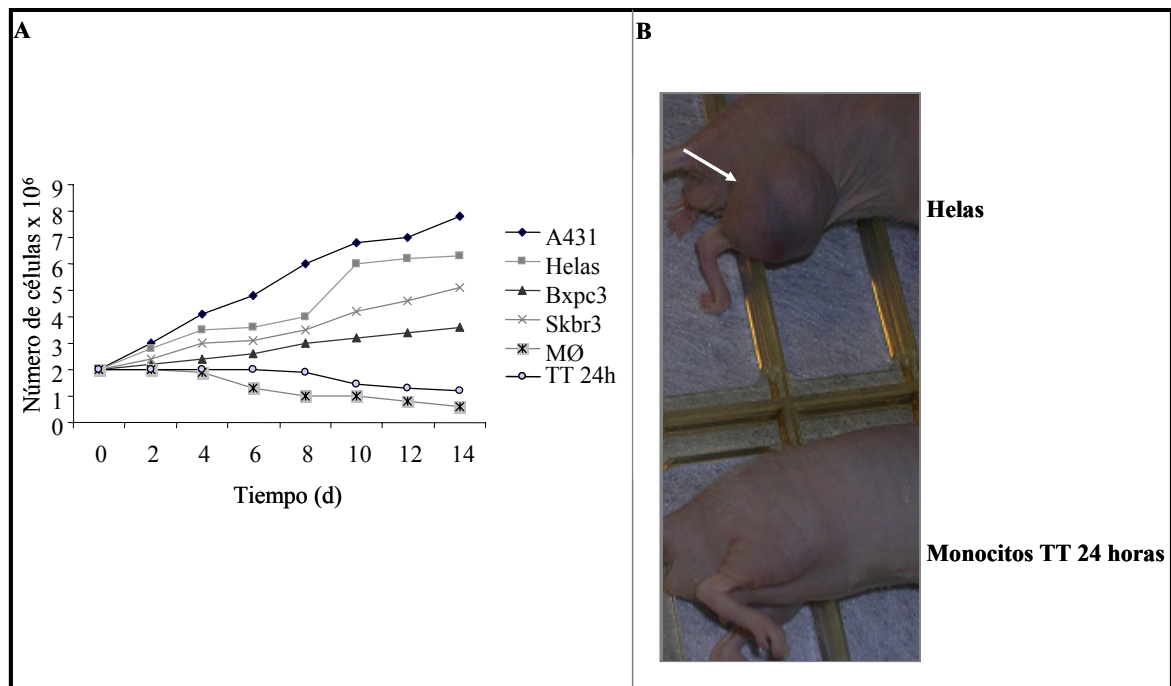 A
B
Número de células x 10⁶
9
8
7
6
5
4
3
2
1
0
0 2 4 6 8 10 12 14
Tiempo (d)
A431
Helas
Bxpc3
Skbr3
MØ
TT 24h
Helas
Monocitos TT 24 horas